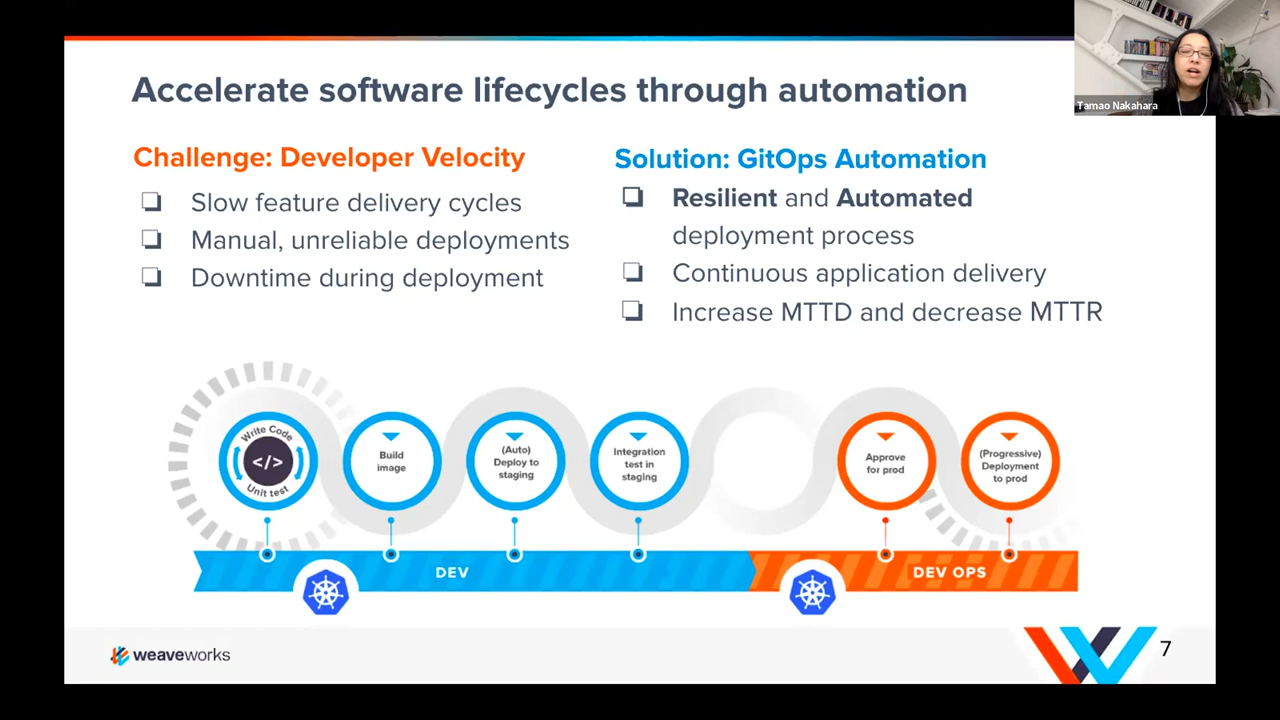 Accelerate software lifecycles through automation
Tamao Nakahara
Challenge: Developer Velocity
Slow feature delivery cycles
Manual, unreliable deployments
Downtime during deployment
Solution: GitOps Automation
Resilient and Automated
deployment process
Continuous application delivery
Increase MTTD and decrease MTTR
Write Code
</>
Unit test
Build
image
(Auto)
Deploy to
staging
Integration
test in
staging
Approve
for prod
(Progressive)
Deployment
to prod
DEV
DEV OPS
weaveworks
7